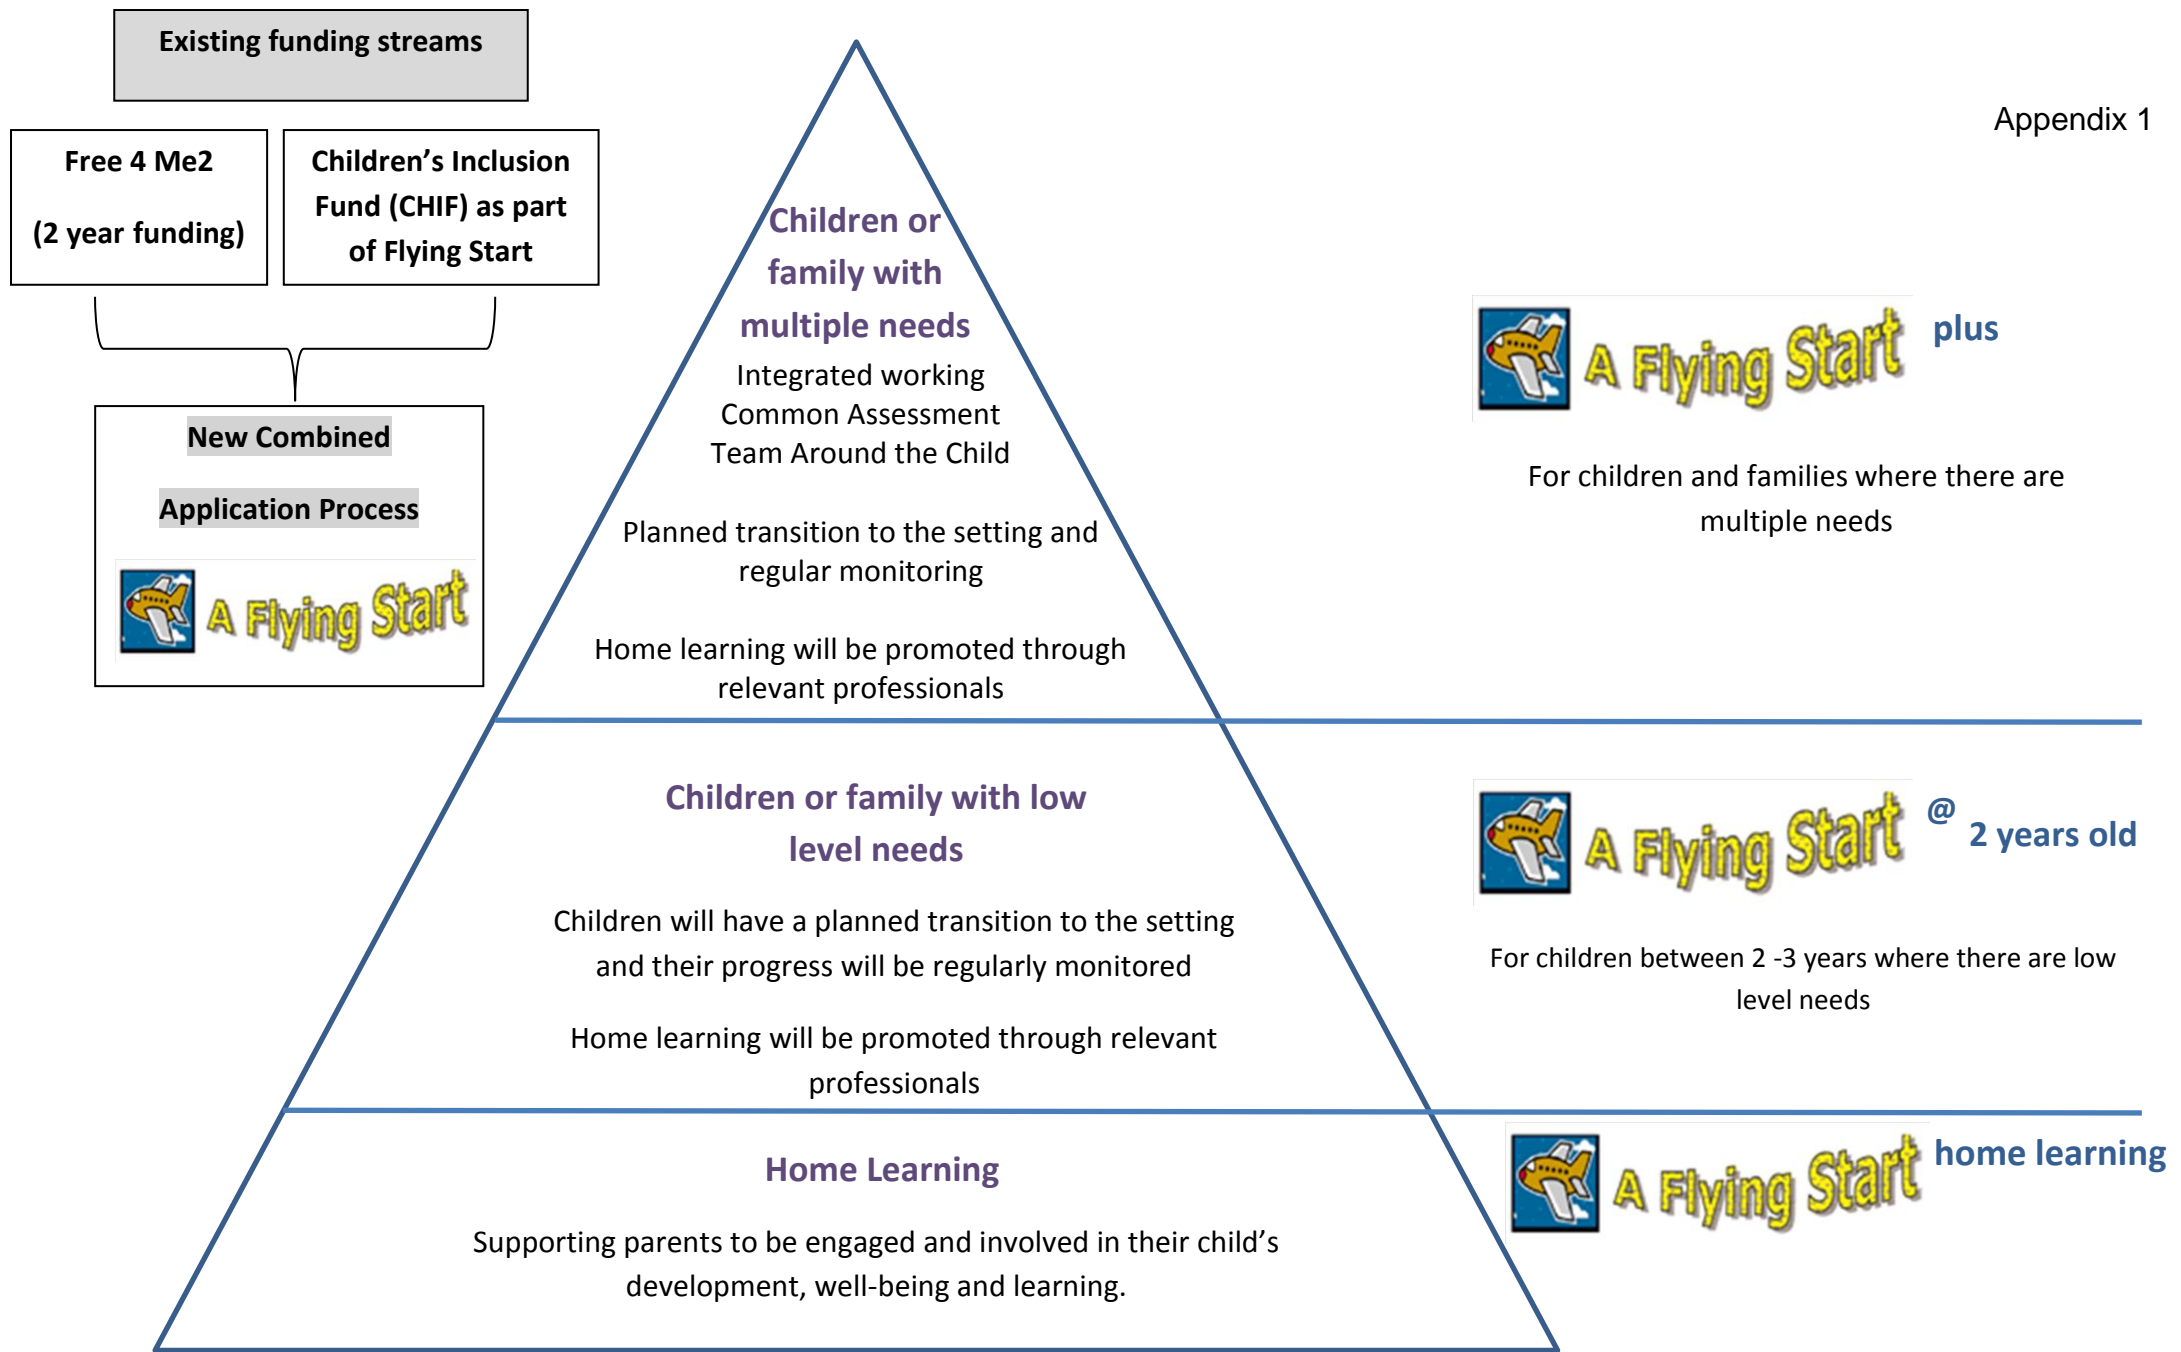 Existing funding streams
Appendix 1
Free 4 Me2
(2 year funding)
Children’s Inclusion
Fund (CHIF) as part
of Flying Start
New Combined
Application Process
A Flying Start
Children or
family with
multiple needs
Integrated working
Common Assessment
Team Around the Child
Planned transition to the setting and
regular monitoring
Home learning will be promoted through
relevant professionals
A Flying Start plus
For children and families where there are
multiple needs
Children or family with low
level needs
Children will have a planned transition to the setting
and their progress will be regularly monitored
Home learning will be promoted through relevant
professionals
A Flying Start @ 2 years old
For children between 2 -3 years where there are low
level needs
Home Learning
Supporting parents to be engaged and involved in their child’s
development, well-being and learning.
A Flying Start home learning